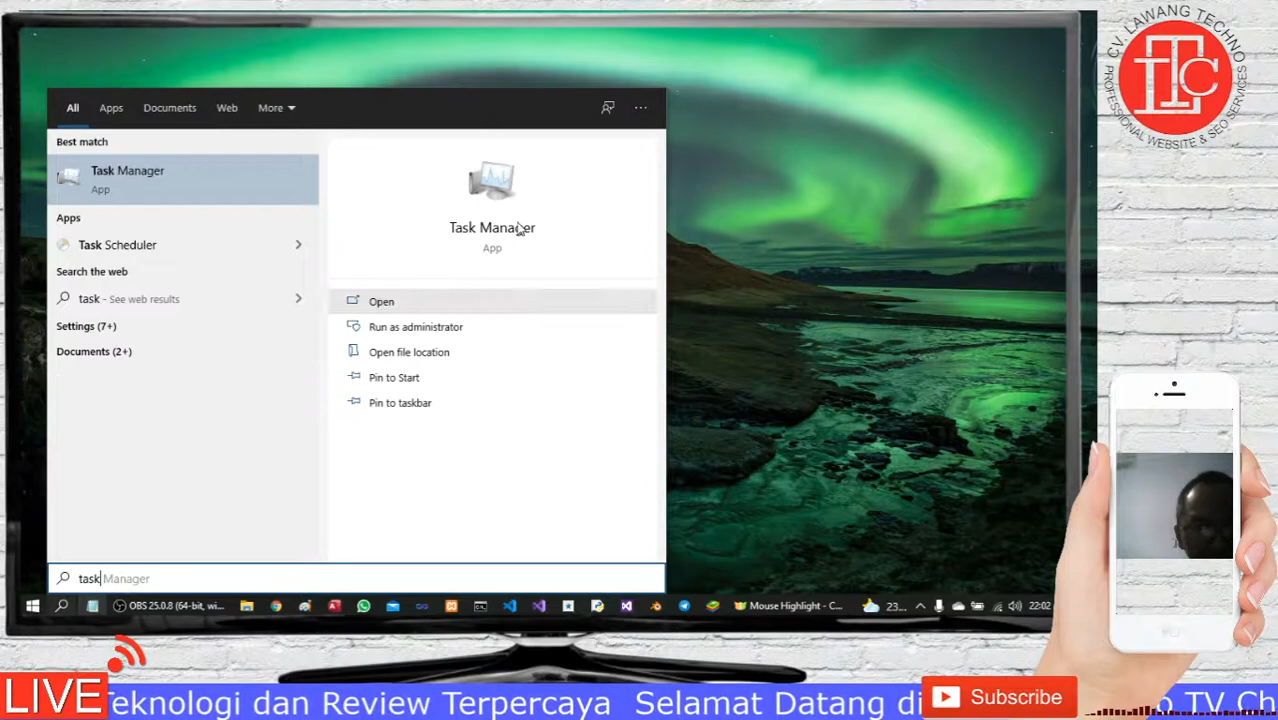 All Apps Documents Web More
Best match
Task Manager
App
Apps
Task Scheduler
Search the web
task - See web results
Settings (7+)
Documents (2+)
Task Manager
App
Open
Run as administrator
Open file location
Pin to Start
Pin to taskbar
task Manager
OBS 25.0.8 (64-bit, wi...
Mouse Highlight - C...
23...
22:02
CV. LAWANG TECHNO
PROFESSIONAL WEBSITE & SEO SERVICES
LTC
LIVE
Teknologi dan Review Terpercaya Selamat Datang di
Subscribe
o TV Ch